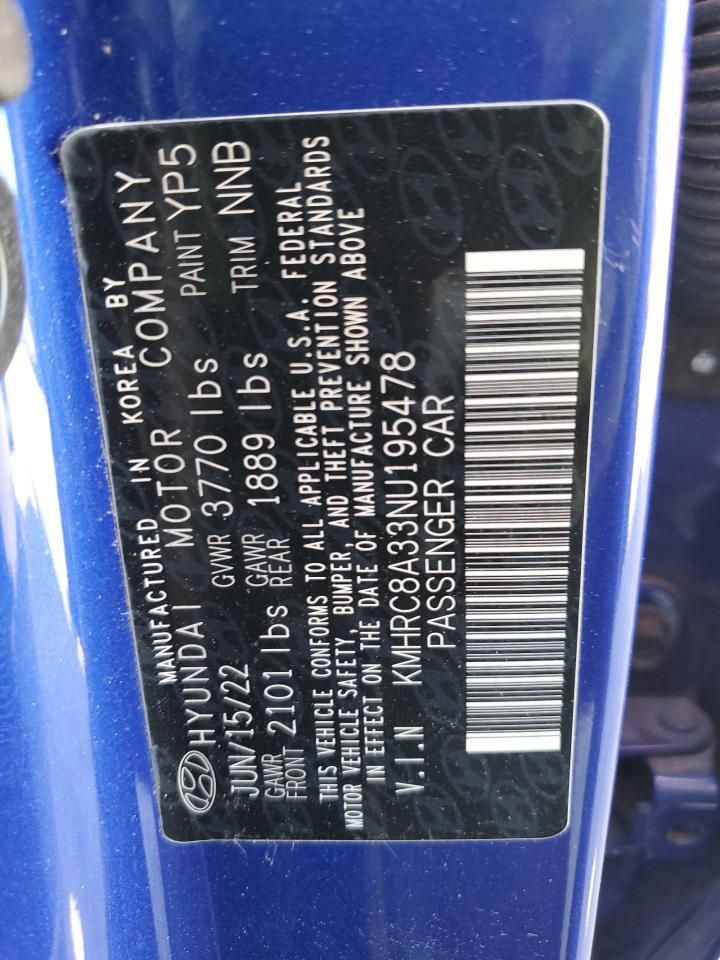 MANUFACTURED IN KOREA BY
HYUNDAI MOTOR COMPANY
JUN/15/22 GVWR 3770 lbs PAINT YP5
GAWR FRONT 2101 lbs GAWR REAR 1889 lbs TRIM NNB
THIS VEHICLE CONFORMS TO ALL APPLICABLE U.S.A. FEDERAL
MOTOR VEHICLE SAFETY, BUMPER, AND THEFT PREVENTION STANDARDS
IN EFFECT ON THE DATE OF MANUFACTURE SHOWN ABOVE
V.I.N KMHRC8A33NU195478
PASSENGER CAR